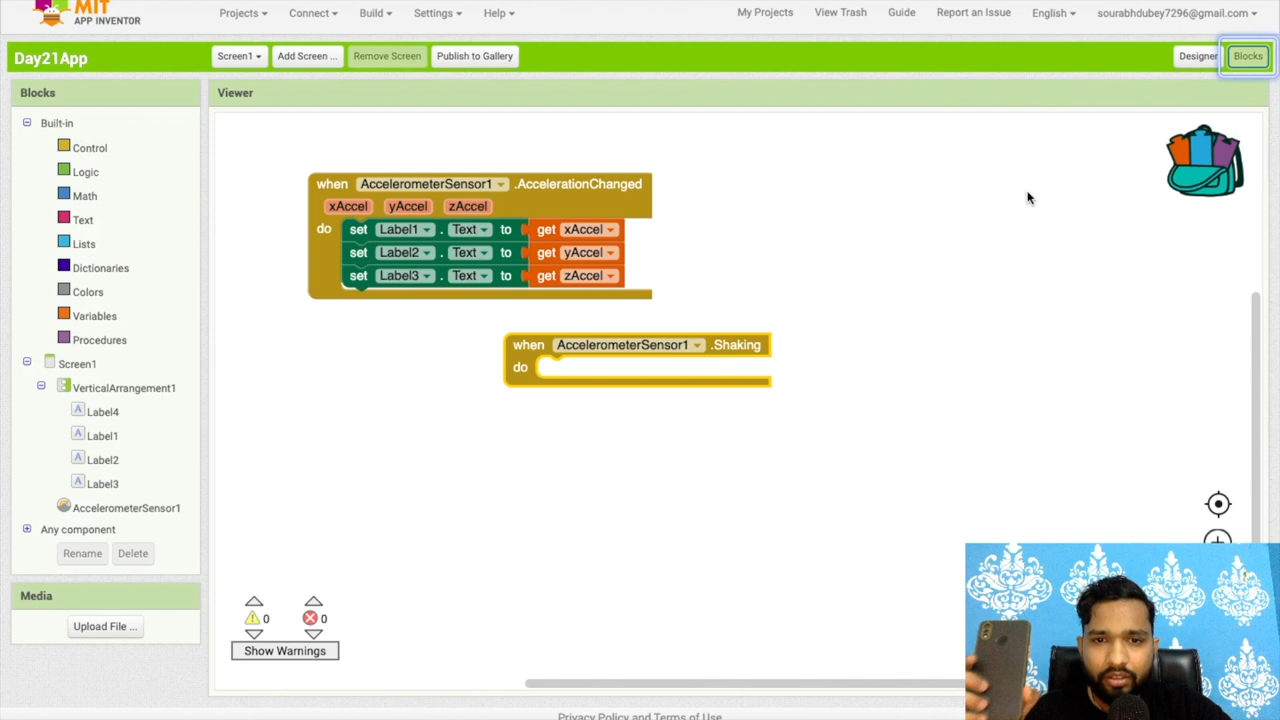 MIT
APP INVENTOR
Projects
Connect
Build
Settings
Help
My Projects
View Trash
Guide
Report an Issue
English
sourabhdubey7296@gmail.com
Day21App
Screen1
Add Screen ...
Remove Screen
Publish to Gallery
Designer
Blocks
Blocks
Built-in
Control
Logic
Math
Text
Lists
Dictionaries
Colors
Variables
Procedures
Screen1
VerticalArrangement1
Label4
Label1
Label2
Label3
AccelerometerSensor1
Any component
Rename
Delete
Media
Upload File ...
Viewer
when AccelerometerSensor1 .AccelerationChanged
xAccel yAccel zAccel
do set Label1 . Text to get xAccel
set Label2 . Text to get yAccel
set Label3 . Text to get zAccel
when AccelerometerSensor1 .Shaking
do
0 0
Show Warnings
Privacy Policy and Terms of Use